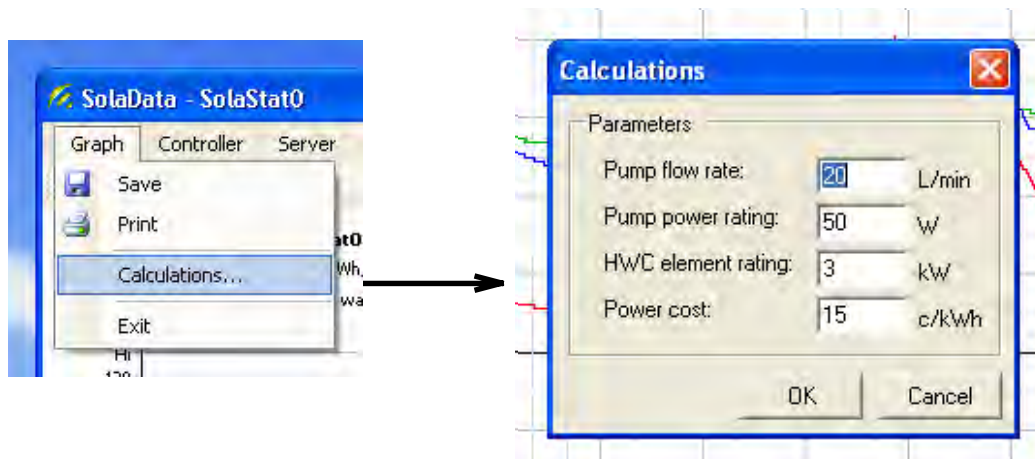 SolaData - SolaStat0
Graph Controller Server
Save
Print
Calculations...
Exit
Calculations
Parameters
Pump flow rate: 20 L/min
Pump power rating: 50 W
HWC element rating: 3 kW
Power cost: 15 c/kWh
OK Cancel